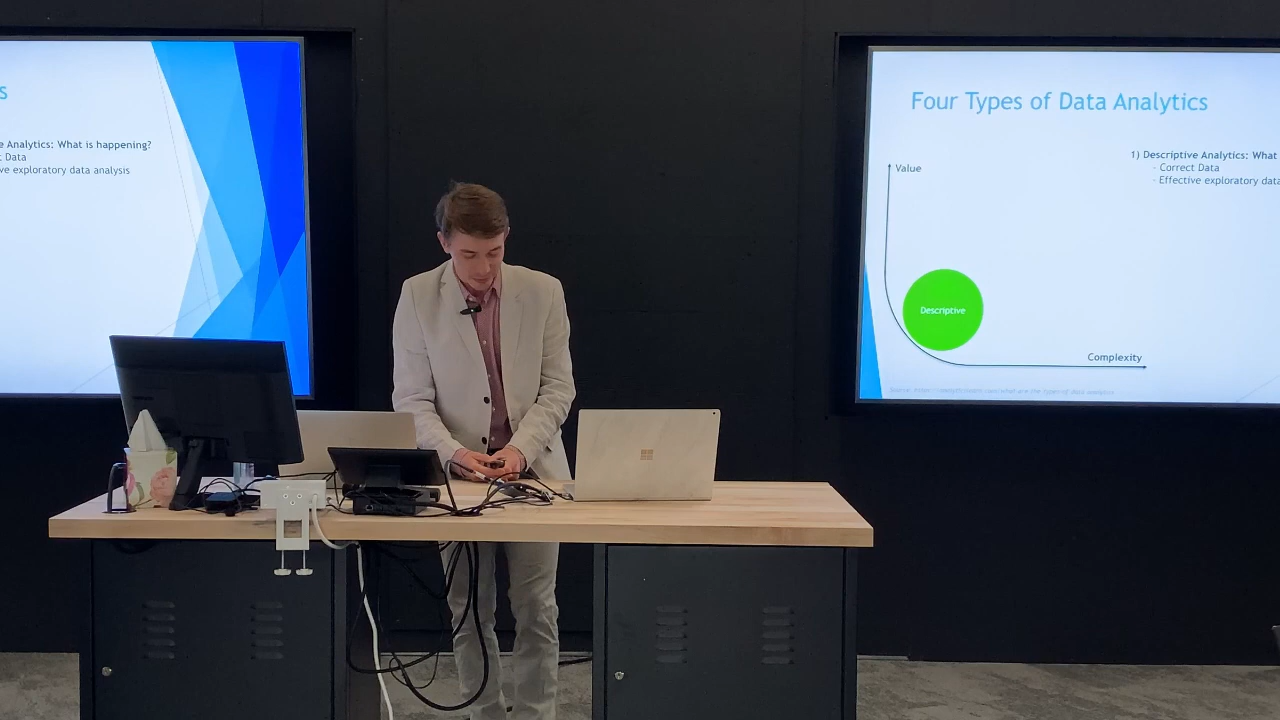 s
e Analytics: What is happening?
t Data
ve exploratory data analysis
Four Types of Data Analytics
Value
1) Descriptive Analytics: What
- Correct Data
- Effective exploratory data
Descriptive
Complexity